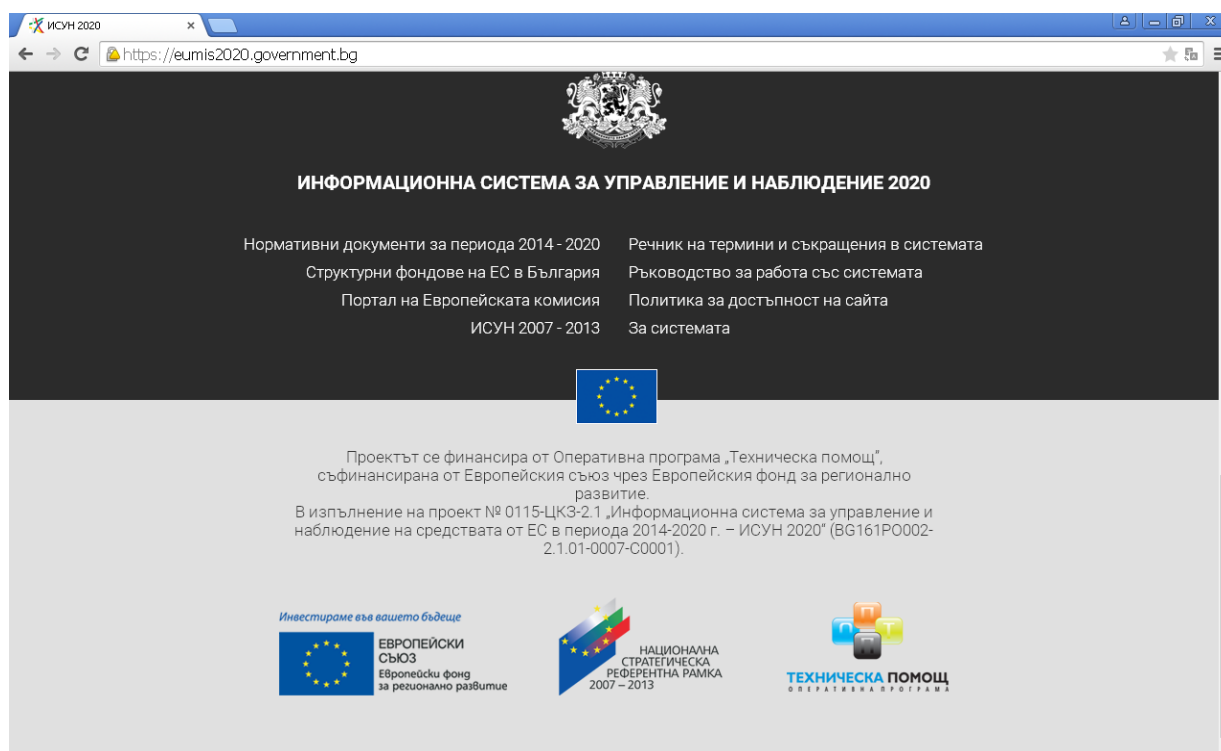 ИСУН 2020
https://eumis2020.government.bg
ИНФОРМАЦИОННА СИСТЕМА ЗА УПРАВЛЕНИЕ И НАБЛЮДЕНИЕ 2020
Нормативни документи за периода 2014 - 2020
Структурни фондове на ЕС в България
Портал на Европейската комисия
ИСУН 2007 - 2013
Речник на термини и съкращения в системата
Ръководство за работа със системата
Политика за достъпност на сайта
За системата
Проектът се финансира от Оперативна програма „Техническа помощ",
съфинансирана от Европейския съюз чрез Европейския фонд за регионално
развитие.
В изпълнение на проект № 0115-ЦКЗ-2.1 „Информационна система за управление и
наблюдение на средствата от ЕС в периода 2014-2020 г. – ИСУН 2020" (BG161PO002-
2.1.01-0007-C0001).
Инвестираме във вашето бъдеще
ЕВРОПЕЙСКИ
СЪЮЗ
Европейски фонд
за регионално развитие
НАЦИОНАЛНА
СТРАТЕГИЧЕСКА
РЕФЕРЕНТНА РАМКА
2007 – 2013
П
О П Т
П
ТЕХНИЧЕСКА ПОМОЩ
ОПЕРАТИВНА ПРОГРАМА